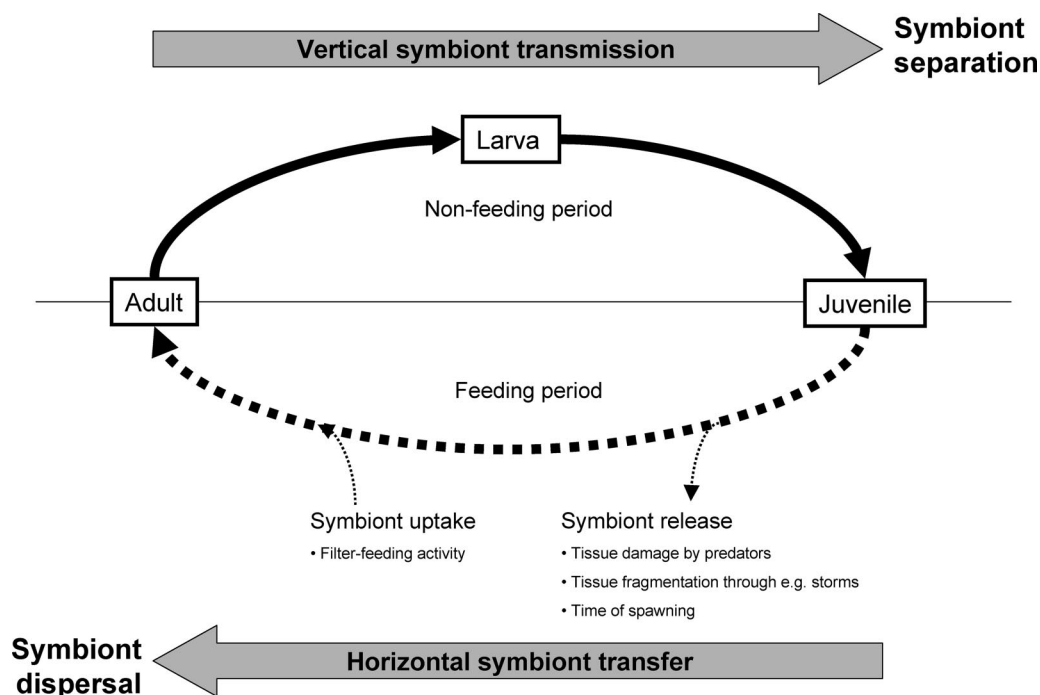 Vertical symbiont transmission
Symbiont
separation
Larva
Non-feeding period
Adult
Juvenile
Feeding period
Symbiont uptake
• Filter-feeding activity
Symbiont release
• Tissue damage by predators
• Tissue fragmentation through e.g. storms
• Time of spawning
Symbiont
dispersal
Horizontal symbiont transfer